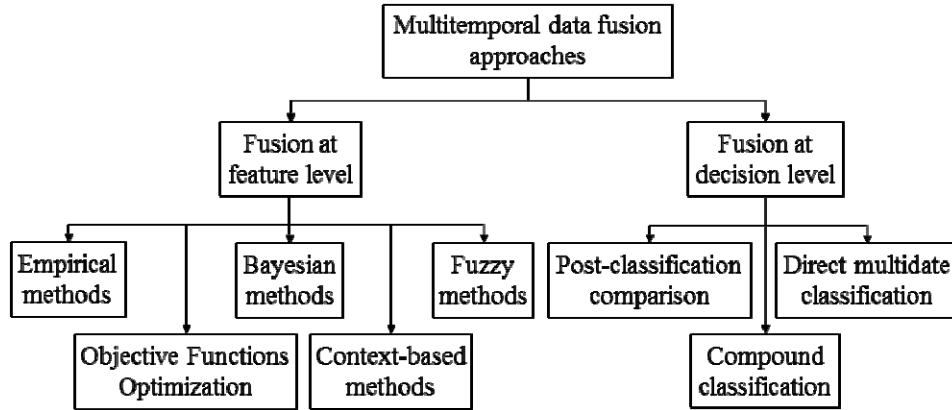 Multitemporal data fusion
approaches
Fusion at
feature level
Fusion at
decision level
Empirical
methods
Bayesian
methods
Fuzzy
methods
Post-classification
comparison
Direct multidate
classification
Objective Functions
Optimization
Context-based
methods
Compound
classification